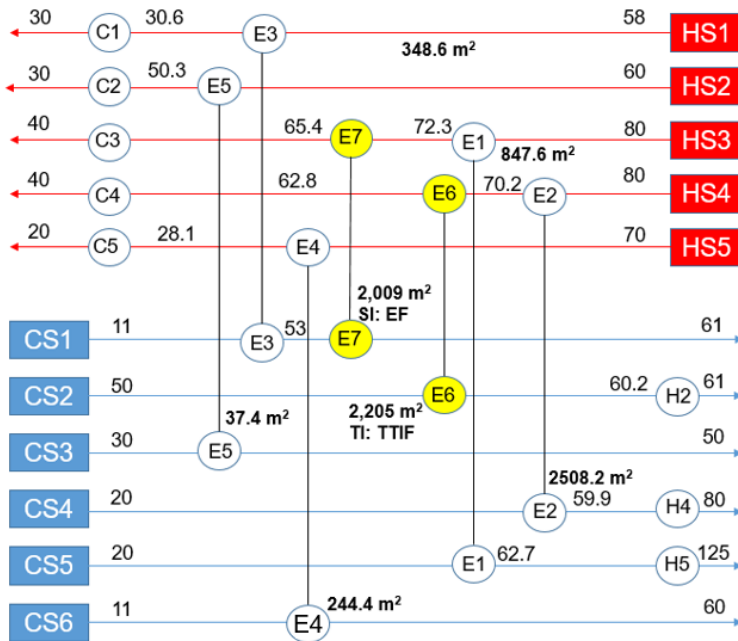 30 C1 30.6 E3 58 HS1
348.6 m²
30 C2 50.3 E5 60 HS2
40 C3 65.4 E7 72.3 E1 80 HS3
847.6 m²
40 C4 62.8 E6 70.2 E2 80 HS4
20 C5 28.1 E4 70 HS5
2,009 m²
SI: EF
CS1 11 E3 53 E7 61
CS2 50 E6 60.2 H2 61
2,205 m²
TI: TTIF
37.4 m²
CS3 30 E5 50
2508.2 m²
CS4 20 E2 59.9 H4 80
CS5 20 E1 62.7 H5 125
244.4 m²
CS6 11 E4 60